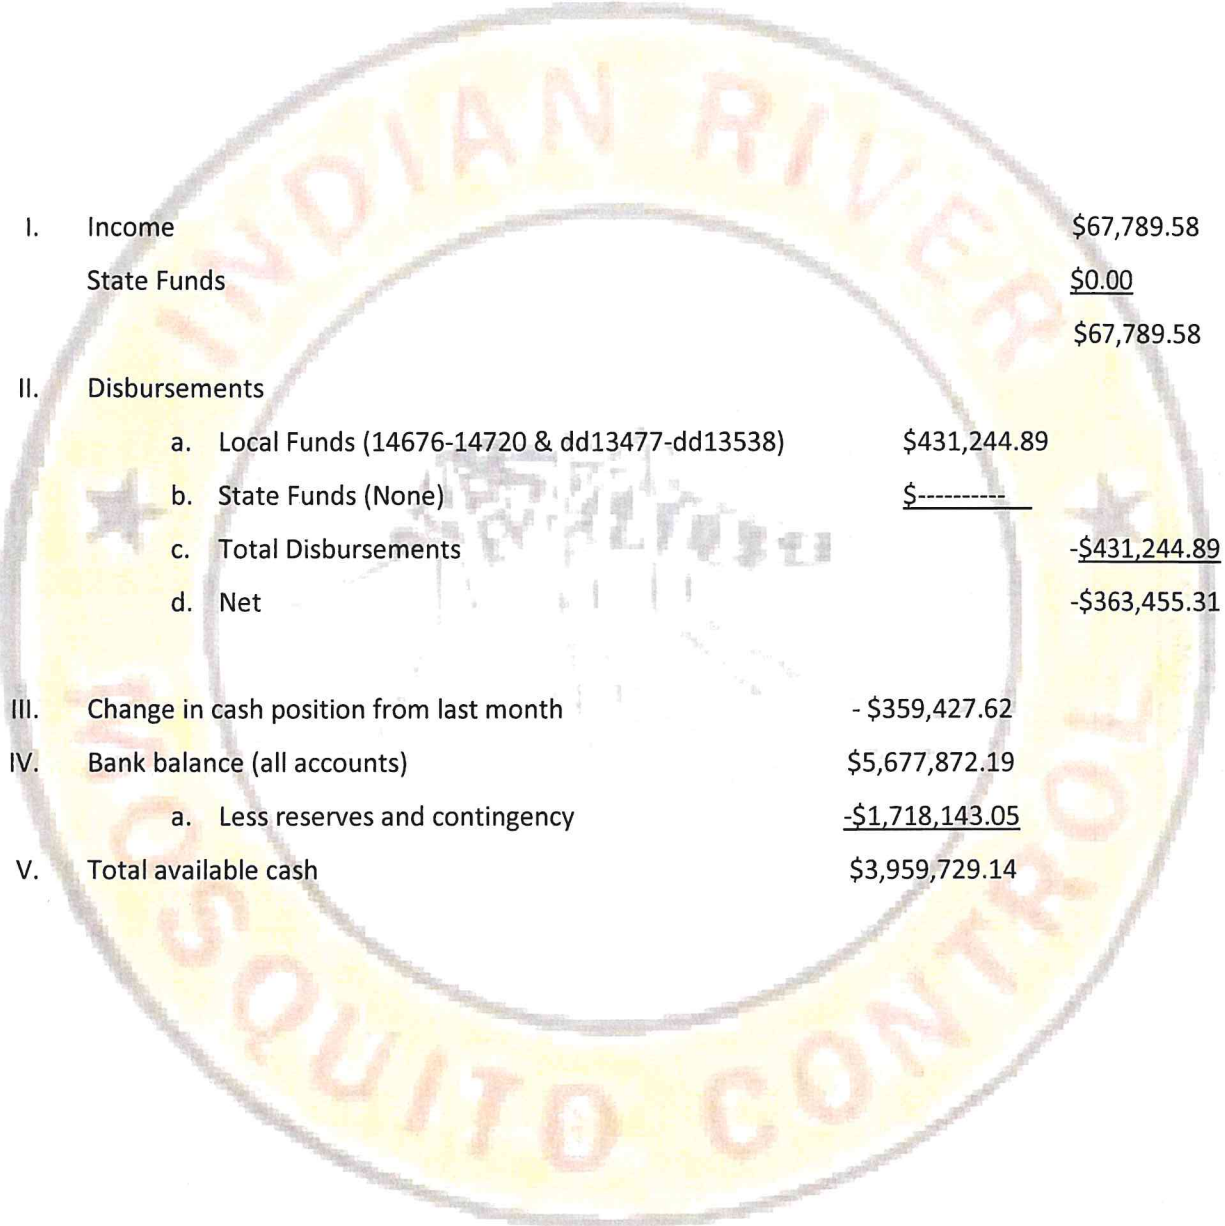 INDIAN RIVER
I. Income $67,789.58
State Funds $0.00
$67,789.58
II. Disbursements
a. Local Funds (14676-14720 & dd13477-dd13538) $431,244.89
b. State Funds (None) $----------
c. Total Disbursements -$431,244.89
d. Net -$363,455.31
III. Change in cash position from last month - $359,427.62
IV. Bank balance (all accounts) $5,677,872.19
a. Less reserves and contingency -$1,718,143.05
V. Total available cash $3,959,729.14
MOSQUITO CONTROL